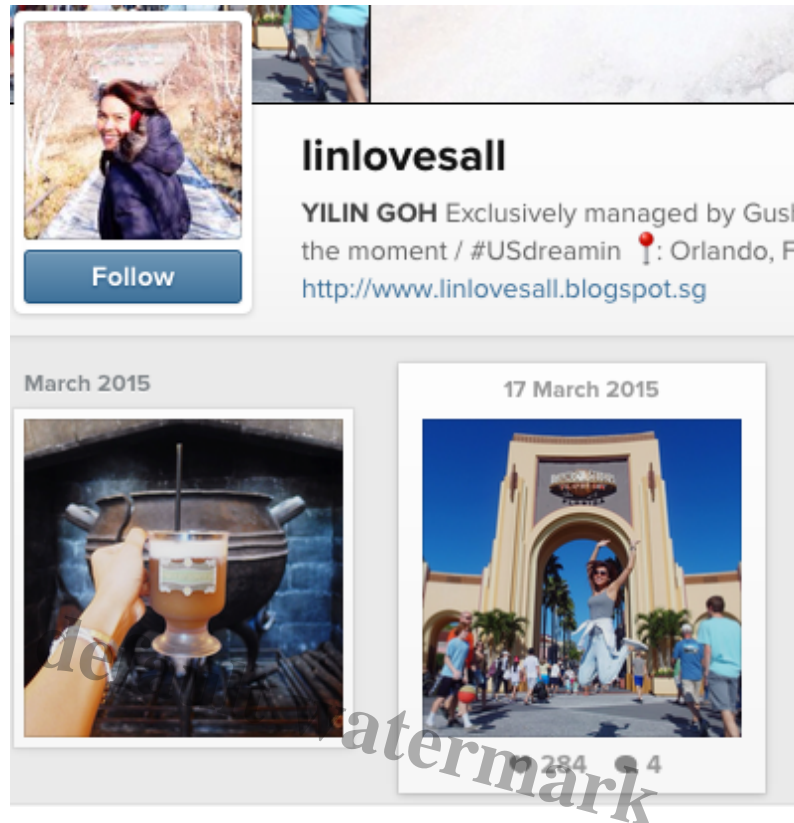 linlovesall
YILIN GOH Exclusively managed by
the moment / #USdreamin 📍: Orlando,
Follow
http://www.linlovesall.blogspot.sg
March 2015
17 March 2015
FLORIDA
284 4
watermark